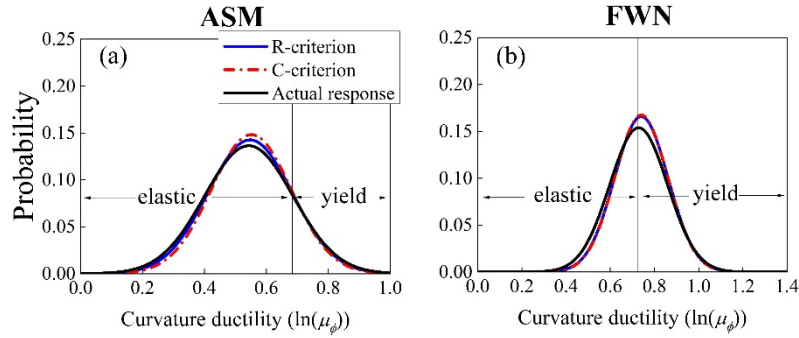 ASM
(a)
R-criterion
C-criterion
Actual response
Probability
0.25
0.20
0.15
0.10
0.05
0.00
elastic
yield
0.0 0.2 0.4 0.6 0.8 1.0
Curvature ductility (ln(μϕ))
FWN
(b)
0.25
0.20
0.15
0.10
0.05
0.00
elastic
yield
0.0 0.2 0.4 0.6 0.8 1.0 1.2 1.4
Curvature ductility (ln(μϕ))